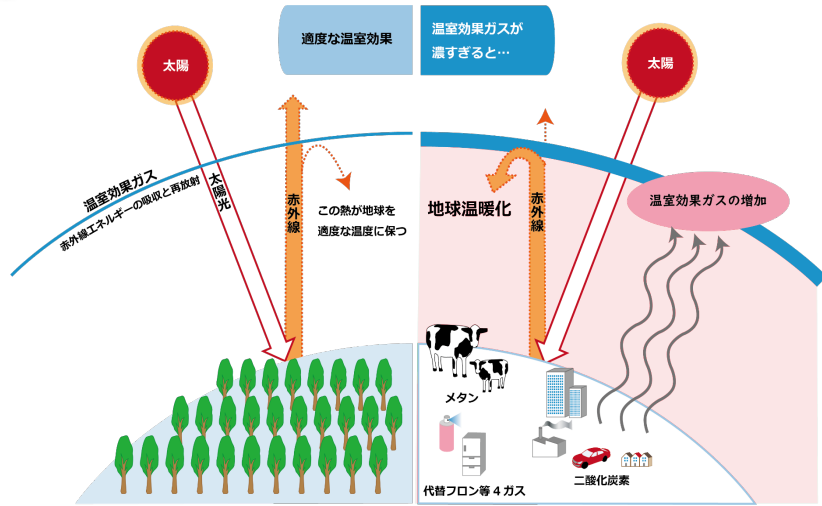 適度な温室効果
温室効果ガスが
濃すぎると…
太陽
太陽
温室効果ガス
赤外線エネルギーの吸収と再放射
太陽光
赤外線
この熱が地球を
適度な温度に保つ
地球温暖化
赤外線
温室効果ガスの増加
メタン
代替フロン等4ガス
二酸化炭素